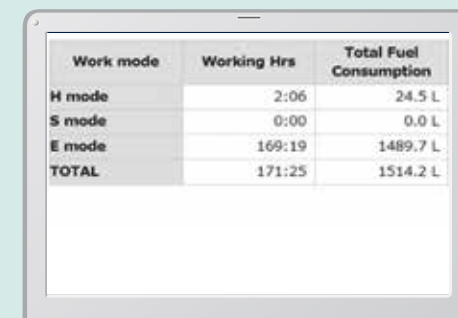 Work mode Working Hrs Total Fuel
Consumption
H mode 2:06 24.5 L
S mode 0:00 0.0 L
E mode 169:19 1489.7 L
TOTAL 171:25 1514.2 L